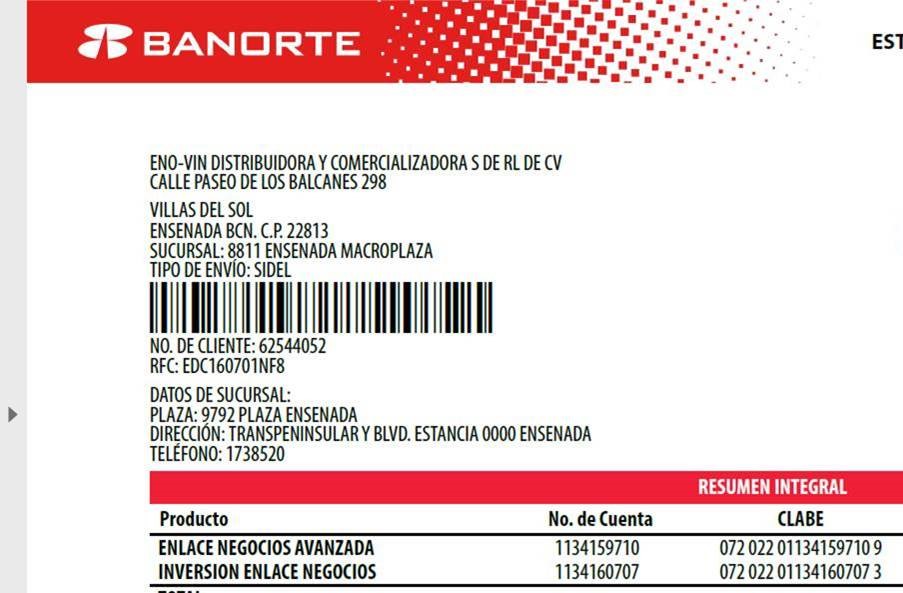 BANORTE
EST
ENO-VIN DISTRIBUIDORA Y COMERCIALIZADORA S DE RL DE CV
CALLE PASEO DE LOS BALCANES 298
VILLAS DEL SOL
ENSENADA BCN. C.P. 22813
SUCURSAL: 8811 ENSENADA MACROPLAZA
TIPO DE ENVÍO: SIDEL
NO. DE CLIENTE: 62544052
RFC: EDC160701NF8
DATOS DE SUCURSAL:
PLAZA: 9792 PLAZA ENSENADA
DIRECCIÓN: TRANSPENINSULAR Y BLVD. ESTANCIA 0000 ENSENADA
TELÉFONO: 1738520
RESUMEN INTEGRAL
Producto No. de Cuenta CLABE
ENLACE NEGOCIOS AVANZADA 1134159710 072 022 01134159710 9
INVERSION ENLACE NEGOCIOS 1134160707 072 022 01134160707 3